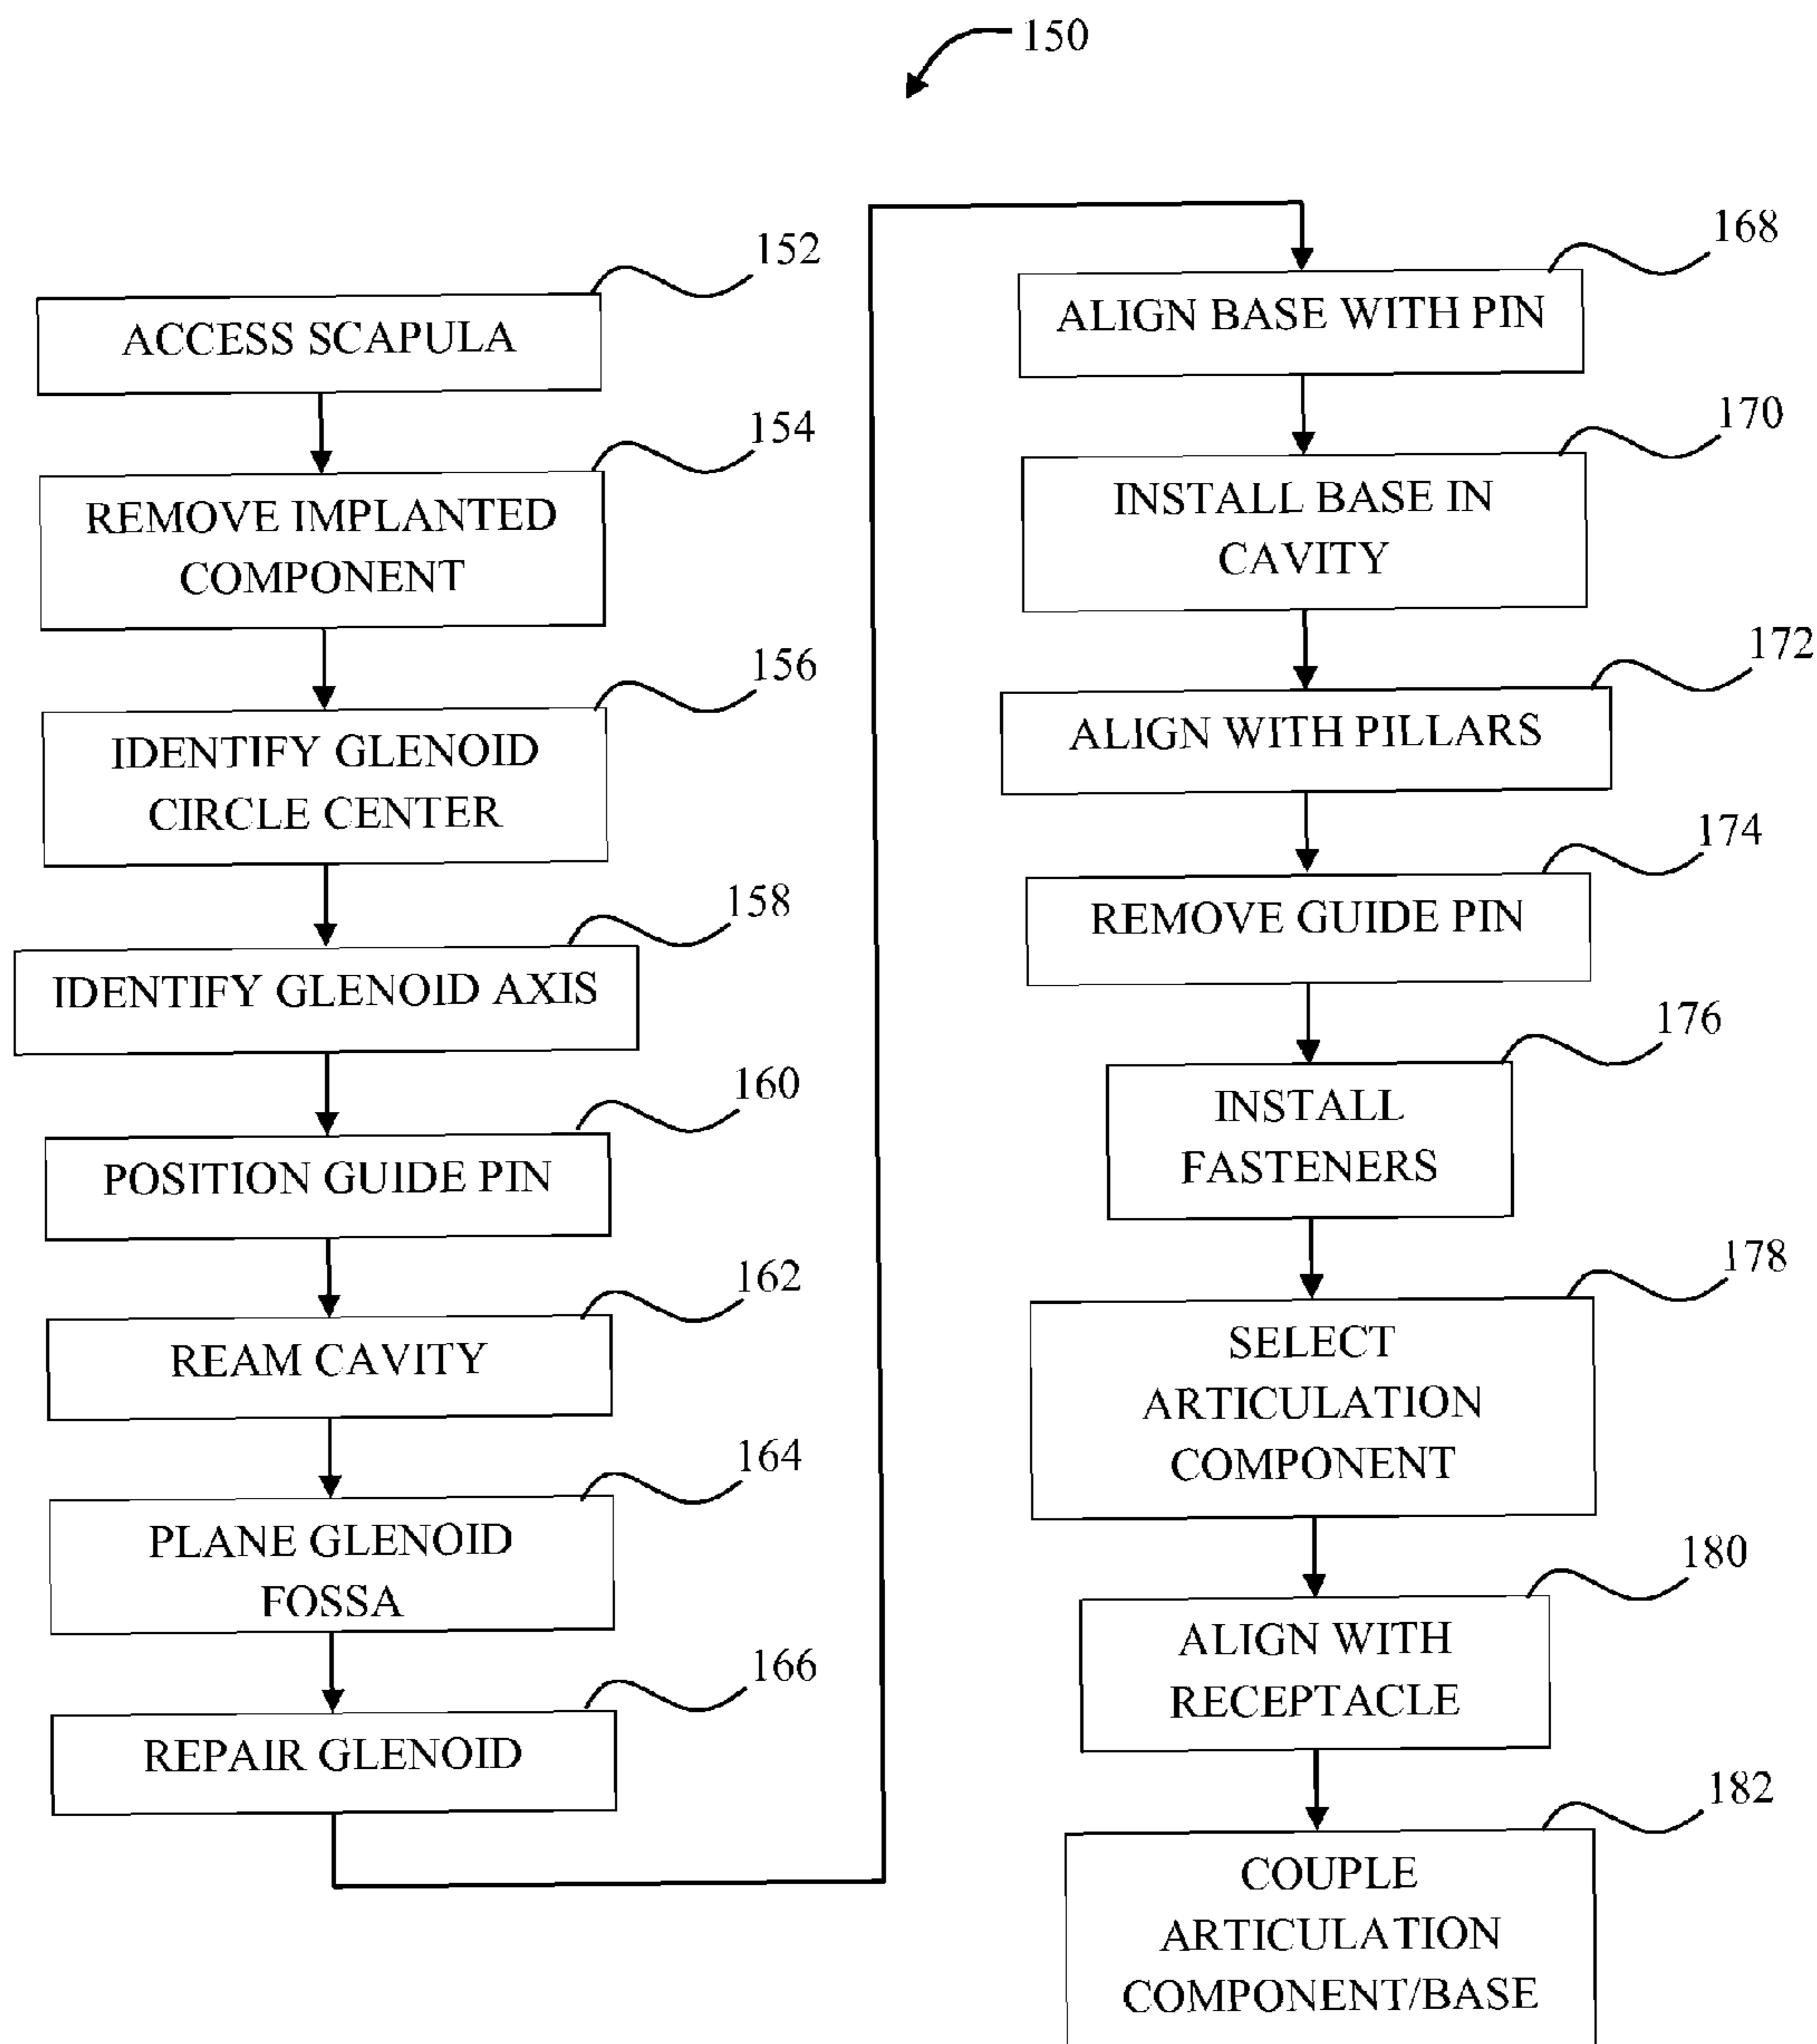 150
152
ACCESS SCAPULA
154
REMOVE IMPLANTED
COMPONENT
156
IDENTIFY GLENOID
CIRCLE CENTER
158
IDENTIFY GLENOID AXIS
160
POSITION GUIDE PIN
162
REAM CAVITY
164
PLANE GLENOID
FOSSA
166
REPAIR GLENOID
168
ALIGN BASE WITH PIN
170
INSTALL BASE IN
CAVITY
172
ALIGN WITH PILLARS
174
REMOVE GUIDE PIN
176
INSTALL
FASTENERS
178
SELECT
ARTICULATION
COMPONENT
180
ALIGN WITH
RECEPTACLE
182
COUPLE
ARTICULATION
COMPONENT/BASE